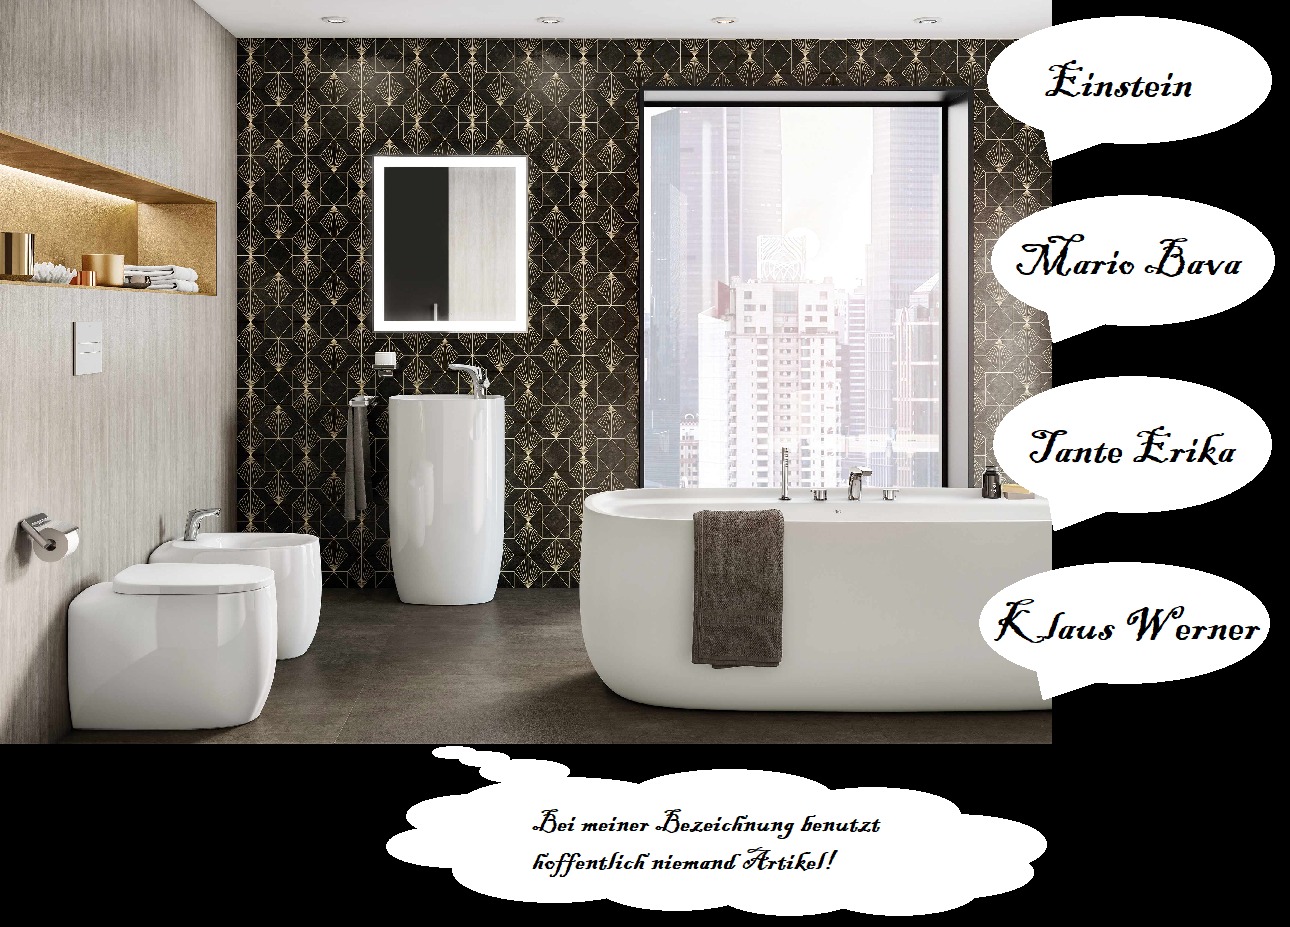 Einstein
Mario Bava
Tante Erika
Klaus Werner
Bei meiner Bezeichnung benutzt
hoffentlich niemand Artikel!